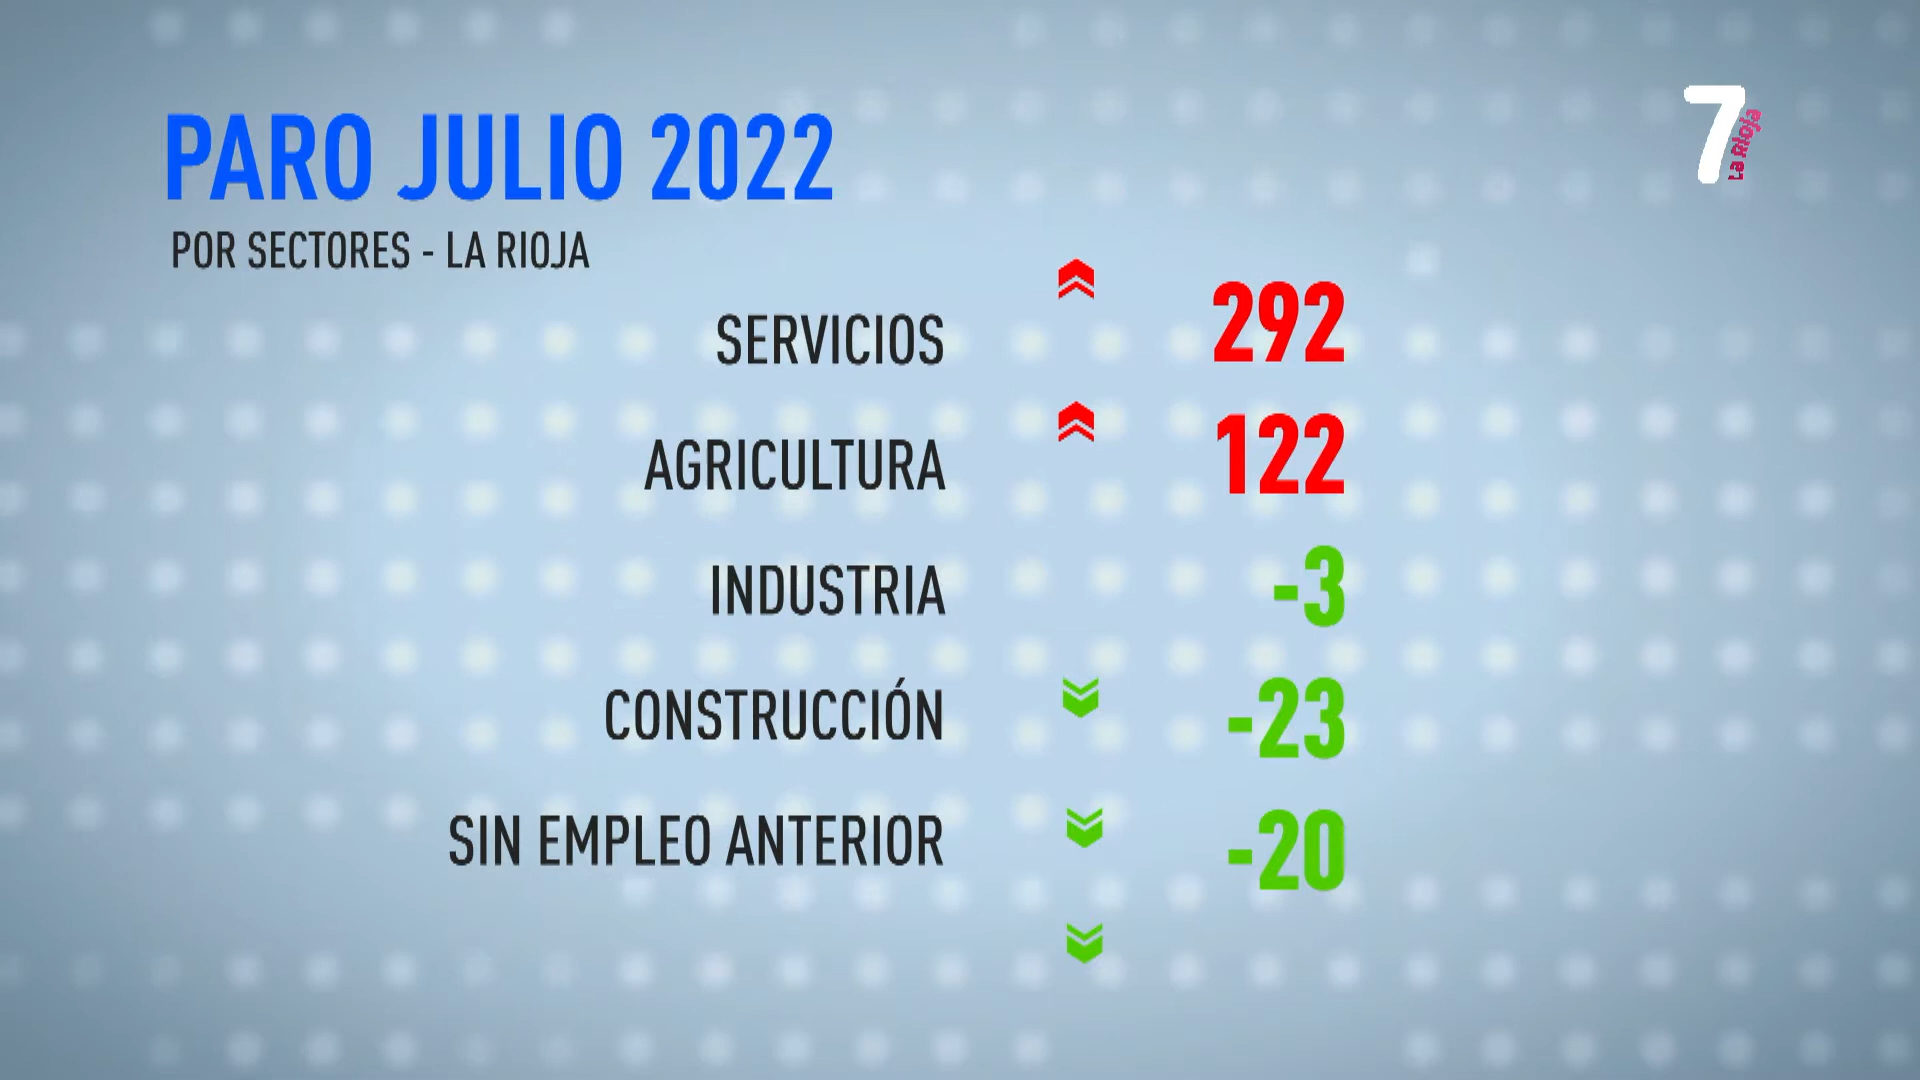 PARO JULIO 2022
POR SECTORES - LA RIOJA
7 La Rioja
SERVICIOS 292
AGRICULTURA 122
INDUSTRIA -3
CONSTRUCCIÓN -23
SIN EMPLEO ANTERIOR -20